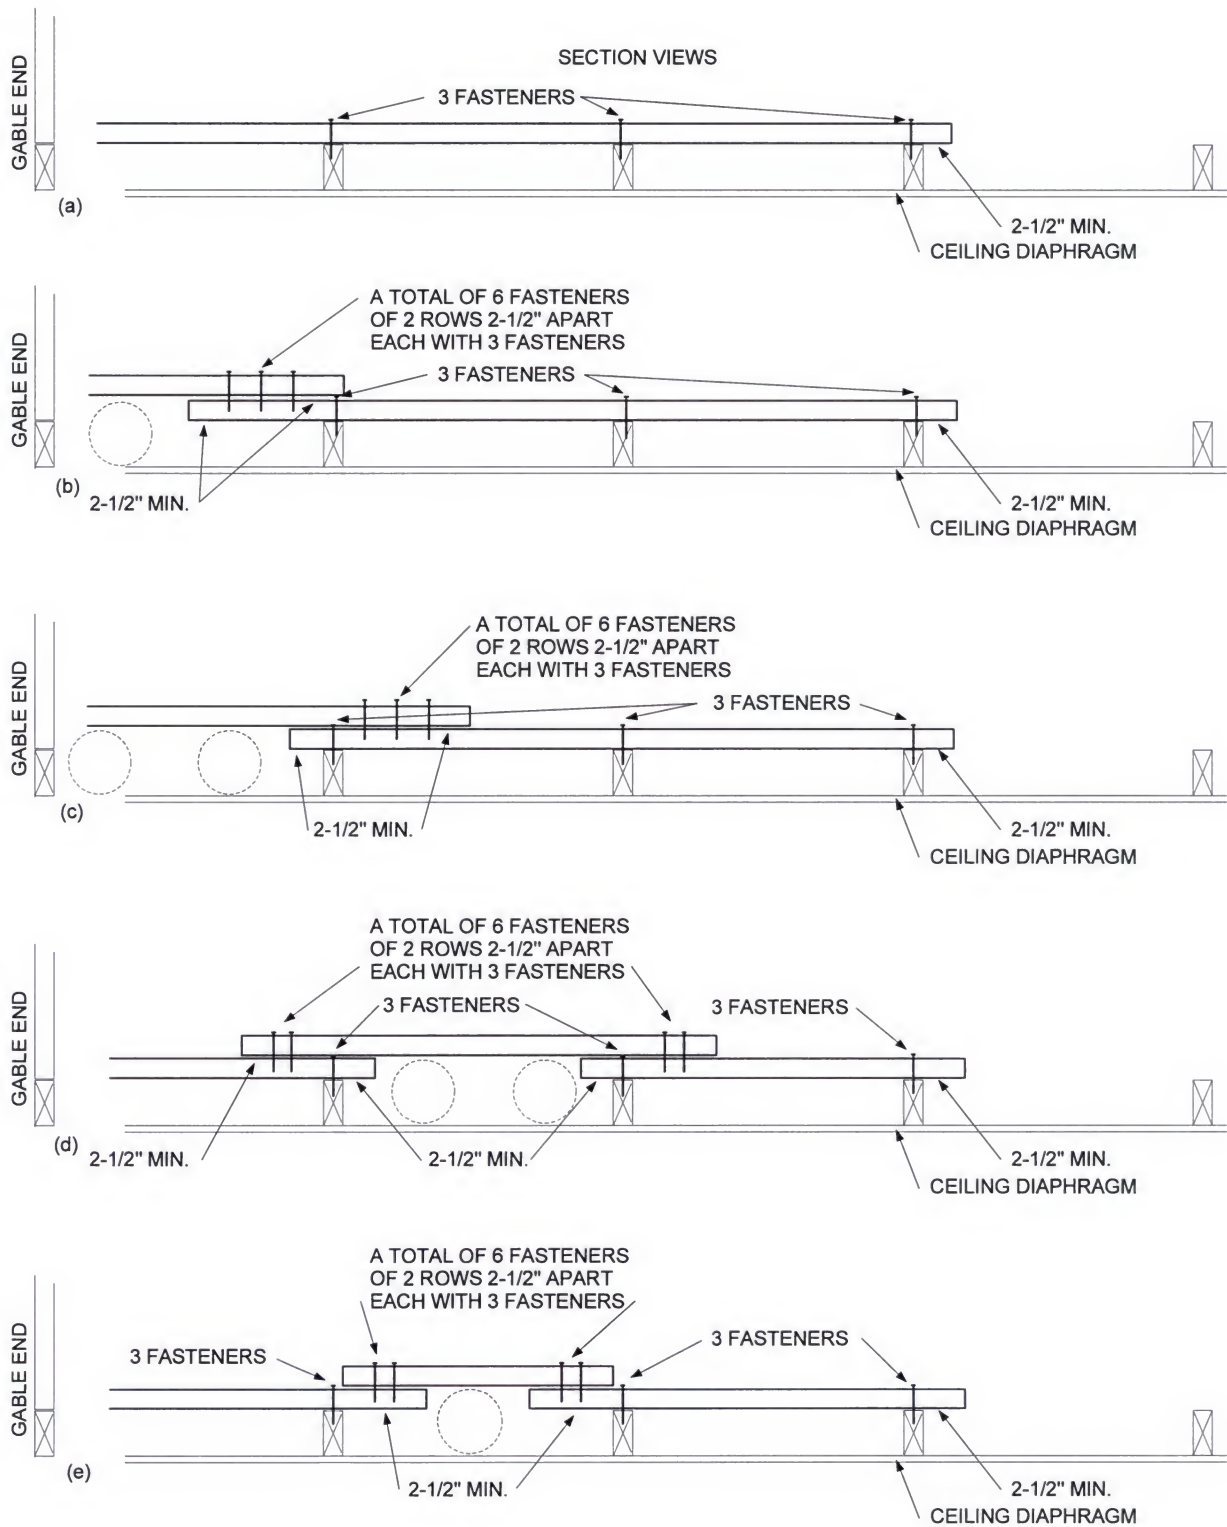 SECTION VIEWS
GABLE END
3 FASTENERS
(a)
2-1/2" MIN.
CEILING DIAPHRAGM
A TOTAL OF 6 FASTENERS
OF 2 ROWS 2-1/2" APART
EACH WITH 3 FASTENERS
GABLE END
3 FASTENERS
(b)
2-1/2" MIN.
2-1/2" MIN.
CEILING DIAPHRAGM
A TOTAL OF 6 FASTENERS
OF 2 ROWS 2-1/2" APART
EACH WITH 3 FASTENERS
GABLE END
3 FASTENERS
(c)
2-1/2" MIN.
2-1/2" MIN.
CEILING DIAPHRAGM
A TOTAL OF 6 FASTENERS
OF 2 ROWS 2-1/2" APART
EACH WITH 3 FASTENERS
GABLE END
3 FASTENERS
3 FASTENERS
(d)
2-1/2" MIN.
2-1/2" MIN.
2-1/2" MIN.
CEILING DIAPHRAGM
A TOTAL OF 6 FASTENERS
OF 2 ROWS 2-1/2" APART
EACH WITH 3 FASTENERS
GABLE END
3 FASTENERS
3 FASTENERS
(e)
2-1/2" MIN.
2-1/2" MIN.
CEILING DIAPHRAGM